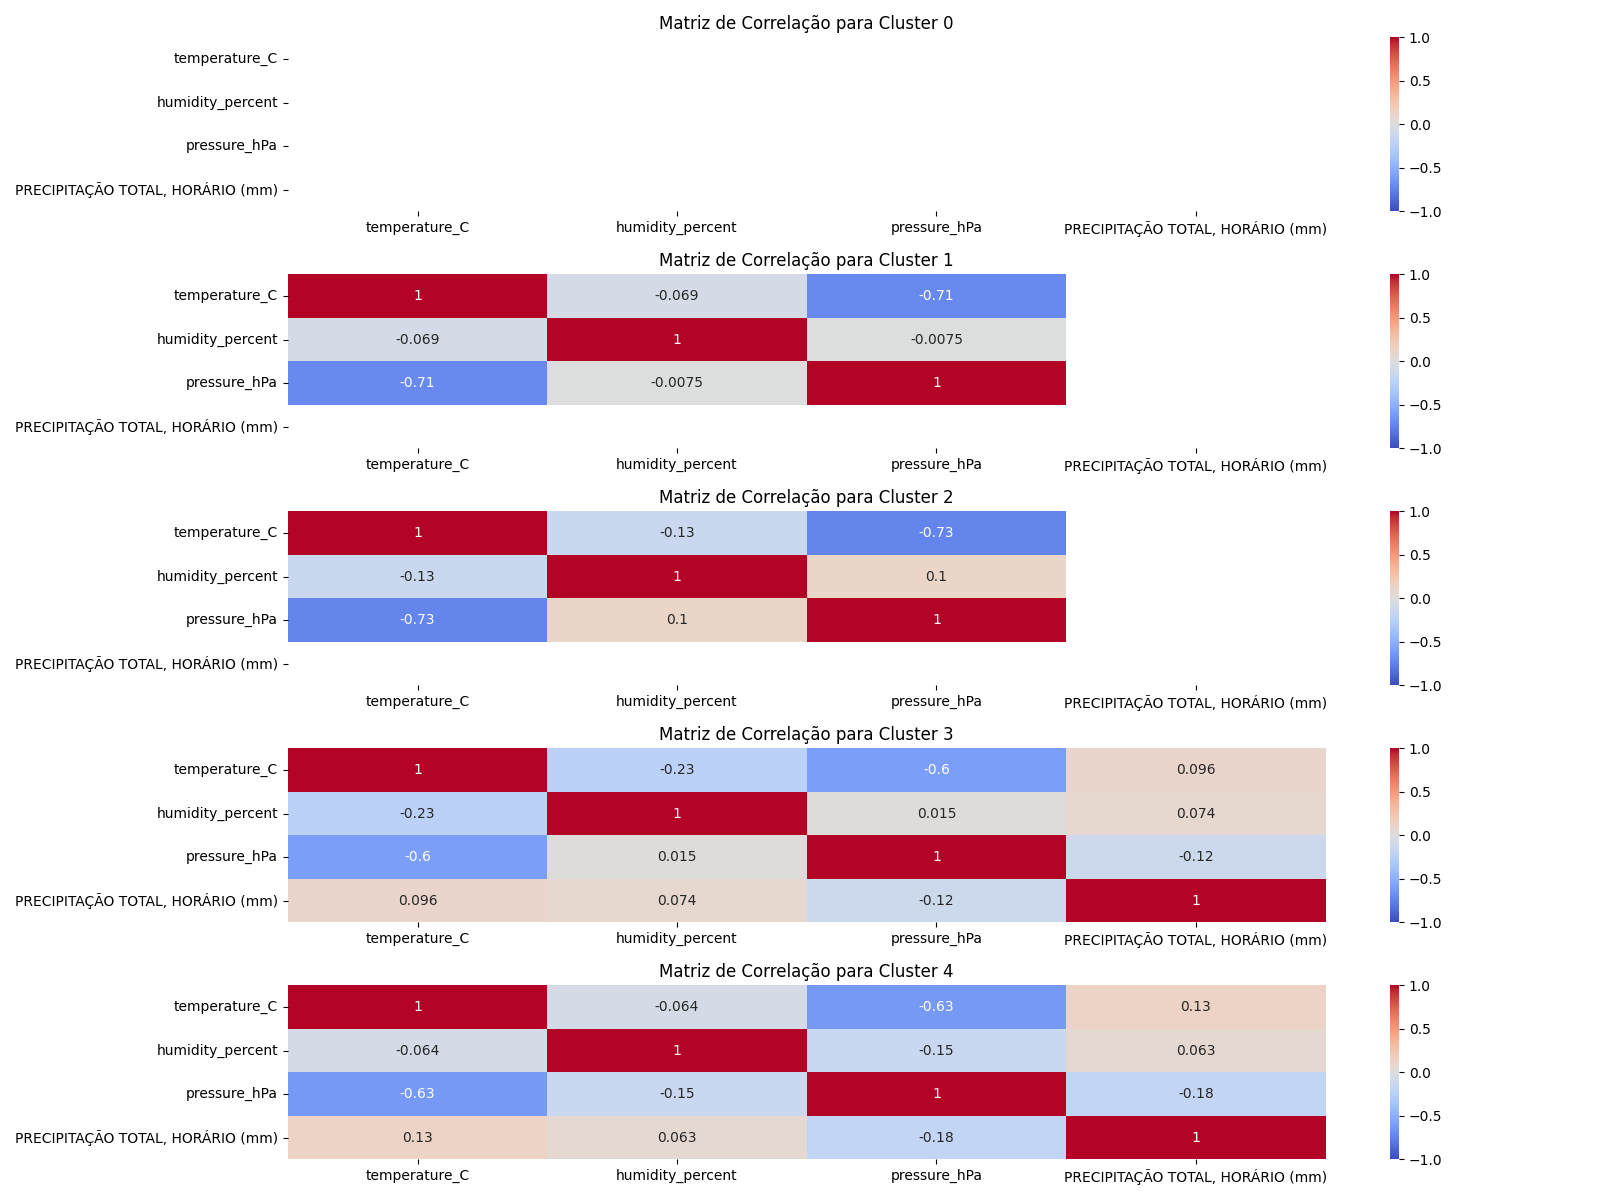 Matriz de Correlação para Cluster 0
temperature_C
humidity_percent
pressure_hPa
PRECIPITAÇÃO TOTAL, HORÁRIO (mm)
temperature_C humidity_percent pressure_hPa PRECIPITAÇÃO TOTAL, HORÁRIO (mm)
1.0
0.5
0.0
−0.5
−1.0
Matriz de Correlação para Cluster 1
temperature_C 1 -0.069 -0.71
humidity_percent -0.069 1 -0.0075
pressure_hPa -0.71 -0.0075 1
PRECIPITAÇÃO TOTAL, HORÁRIO (mm)
temperature_C humidity_percent pressure_hPa PRECIPITAÇÃO TOTAL, HORÁRIO (mm)
1.0
0.5
0.0
−0.5
−1.0
Matriz de Correlação para Cluster 2
temperature_C 1 -0.13 -0.73
humidity_percent -0.13 1 0.1
pressure_hPa -0.73 0.1 1
PRECIPITAÇÃO TOTAL, HORÁRIO (mm)
temperature_C humidity_percent pressure_hPa PRECIPITAÇÃO TOTAL, HORÁRIO (mm)
1.0
0.5
0.0
−0.5
−1.0
Matriz de Correlação para Cluster 3
temperature_C 1 -0.23 -0.6 0.096
humidity_percent -0.23 1 0.015 0.074
pressure_hPa -0.6 0.015 1 -0.12
PRECIPITAÇÃO TOTAL, HORÁRIO (mm) 0.096 0.074 -0.12 1
temperature_C humidity_percent pressure_hPa PRECIPITAÇÃO TOTAL, HORÁRIO (mm)
1.0
0.5
0.0
−0.5
−1.0
Matriz de Correlação para Cluster 4
temperature_C 1 -0.064 -0.63 0.13
humidity_percent -0.064 1 -0.15 0.063
pressure_hPa -0.63 -0.15 1 -0.18
PRECIPITAÇÃO TOTAL, HORÁRIO (mm) 0.13 0.063 -0.18 1
temperature_C humidity_percent pressure_hPa PRECIPITAÇÃO TOTAL, HORÁRIO (mm)
1.0
0.5
0.0
−0.5
−1.0